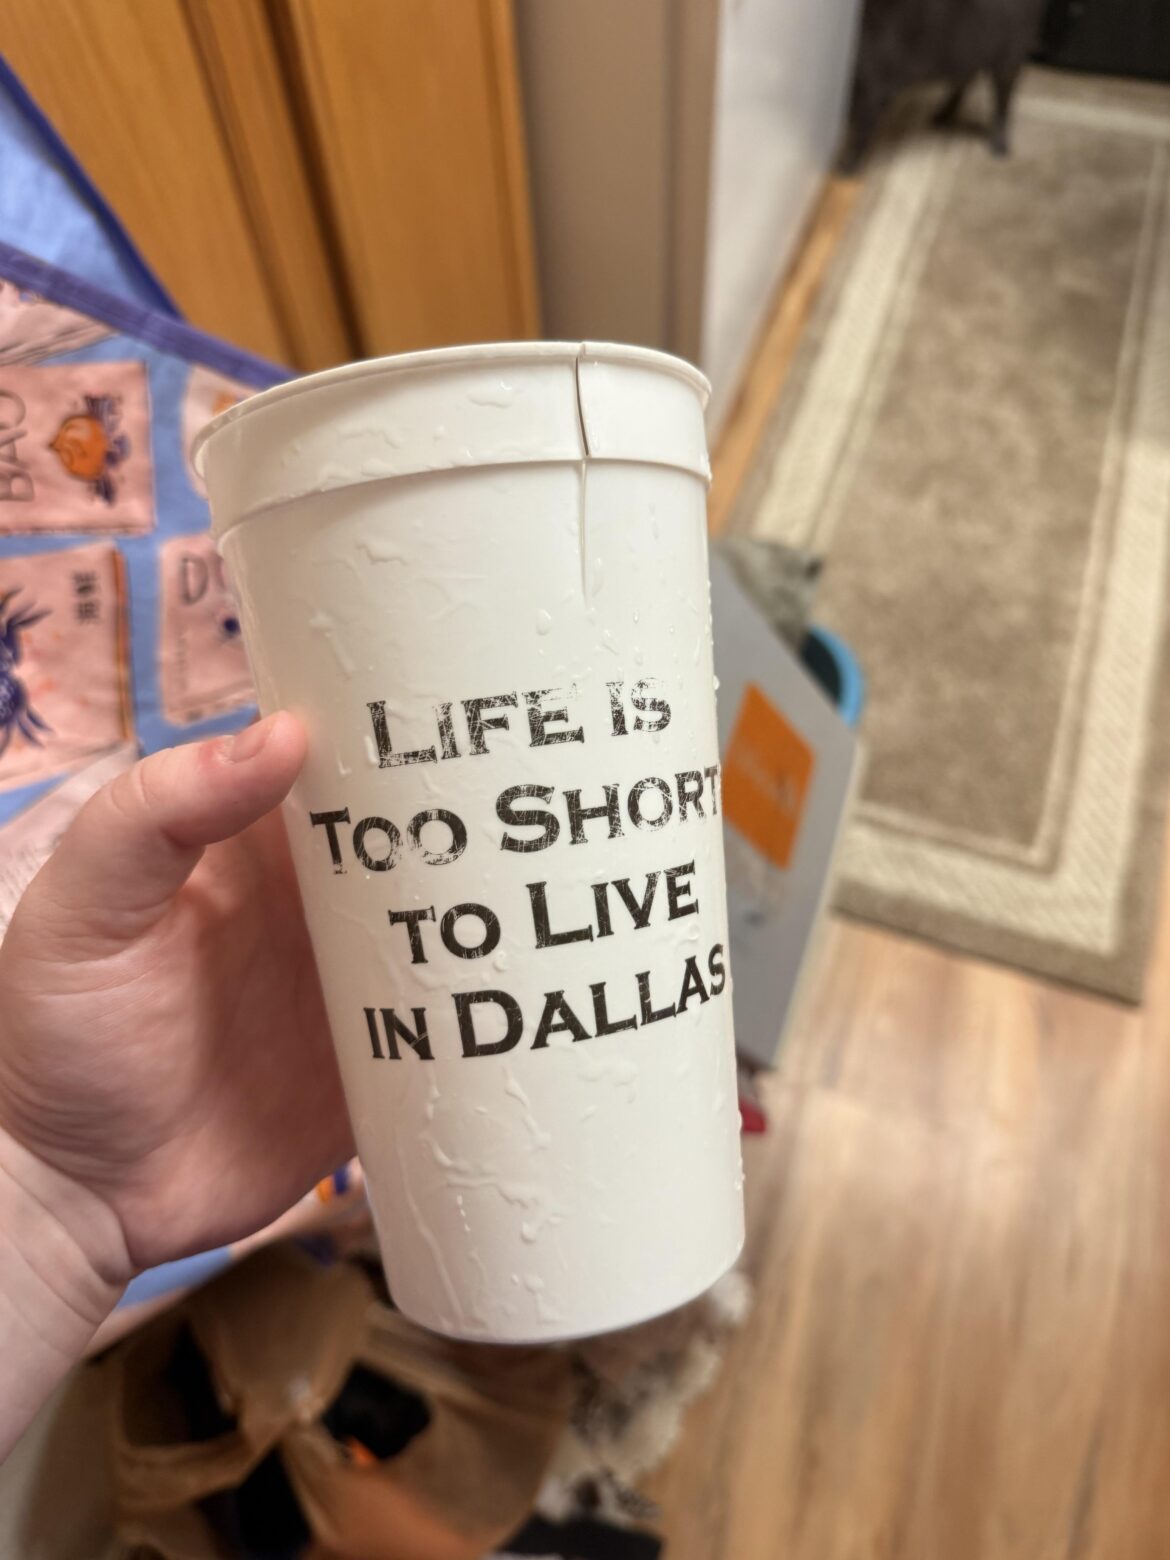 LIFE IS
TOO SHORT
TO LIVE
IN DALLAS